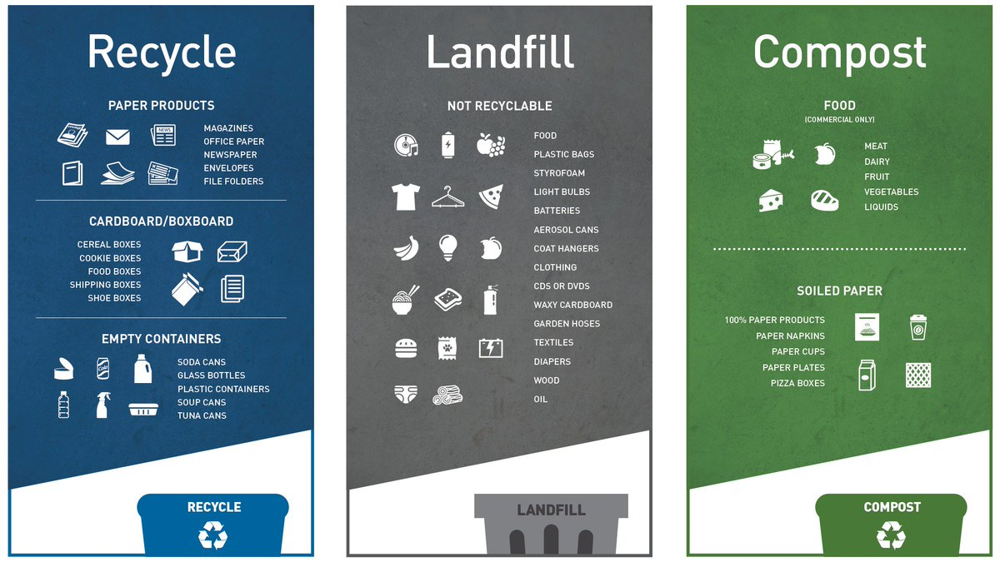 Recycle
PAPER PRODUCTS
NEWS
MAGAZINES
OFFICE PAPER
NEWSPAPER
ENVELOPES
FILE FOLDERS
CARDBOARD/BOXBOARD
CEREAL BOXES
COOKIE BOXES
FOOD BOXES
SHIPPING BOXES
SHOE BOXES
EMPTY CONTAINERS
Cola
SODA CANS
GLASS BOTTLES
PLASTIC CONTAINERS
SOUP CANS
TUNA CANS
RECYCLE
Landfill
NOT RECYCLABLE
FOOD
PLASTIC BAGS
STYROFOAM
LIGHT BULBS
BATTERIES
AEROSOL CANS
COAT HANGERS
CLOTHING
CDS OR DVDS
WAXY CARDBOARD
GARDEN HOSES
TEXTILES
DIAPERS
WOOD
OIL
LANDFILL
Compost
FOOD
(COMMERCIAL ONLY)
MEAT
DAIRY
FRUIT
VEGETABLES
LIQUIDS
SOILED PAPER
100% PAPER PRODUCTS
PAPER NAPKINS
PAPER CUPS
PAPER PLATES
PIZZA BOXES
COMPOST